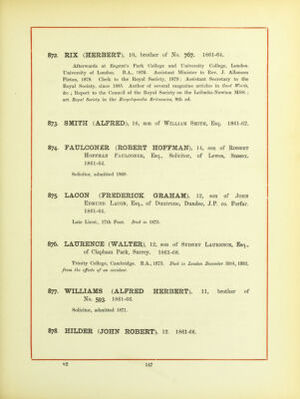 872. RIX (HERBERT), 10, brother of No. 767. 1861-64.
Afterwards at Regent's Park College and University College, London.
University of London. B.A., 1870. Assistant Minister to Rev. J. Allanson
Picton, 1878. Clerk to the Royal Society, 1879; Assistant Secretary to the
Royal Society, since 1885. Author of several magazine articles in Good Words,
&c.; Report to the Council of the Royal Society on the Leibnitz-Newton MSS;
art. Royal Society in the Encyclopædia Britannica, 9th ed.
873. SMITH (ALFRED), 16, son of WILLIAM SMITH, Esq. 1861-62.
874. FAULCONER (ROBERT HOFFMAN), 14, son of ROBERT
HOFFMAN FAULCONER, Esq., Solicitor, of Lewes, Sussex.
1861-64.
Solicitor, admitted 1869.
875. LACON (FREDERICK GRAHAM), 12, son of JOHN
EDMUND LACON, Esq., of Dundee, J.P. co. Forfar.
1861-64.
Late Lieut., 17th Foot. Died in 1875.
876. LAURENCE (WALTER), 12, son of SYDNEY LAURENCE, Esq.,
of Clapham Park, Surrey. 1862-68.
Trinity College, Cambridge. B.A., 1873. Died in London December 30th, 1891,
from the effects of an accident.
877. WILLIAMS (ALFRED HERBERT), 11, brother of
No. 593. 1861-63.
Solicitor, admitted 1871.
878. HILDER (JOHN ROBERT), 12. 1861-64.
147